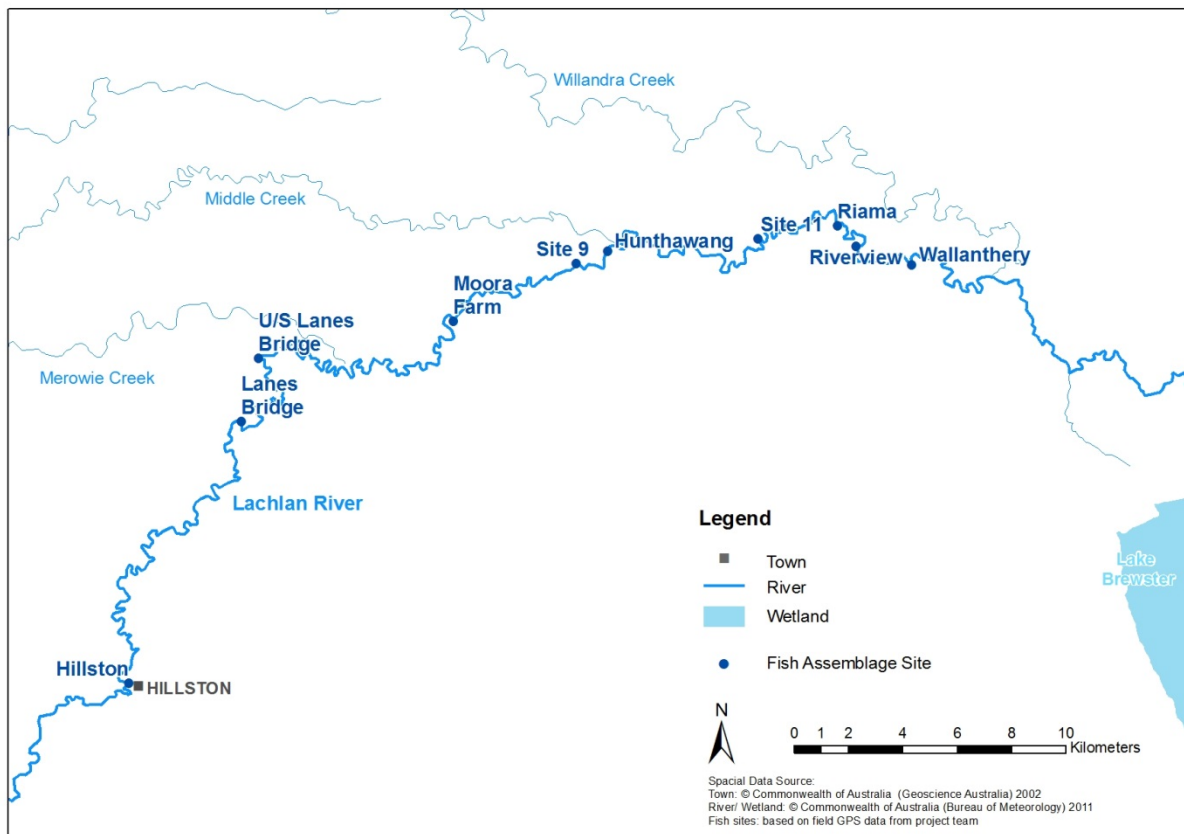 Willandra Creek
Middle Creek
Riama
Site 11
Hunthawang
Site 9
Riverview
Wallanthery
Moora
Farm
U/S Lanes
Bridge
Merowie Creek
Lanes
Bridge
Lachlan River
Hillston
HILLSTON
Lake
Brewster
Legend
Town
River
Wetland
Fish Assemblage Site
N
0 1 2 4 6 8 10
Kilometers
Spacial Data Source:
Town: © Commonwealth of Australia (Geoscience Australia) 2002
River/ Wetland: © Commonwealth of Australia (Bureau of Meteorology) 2011
Fish sites: based on field GPS data from project team